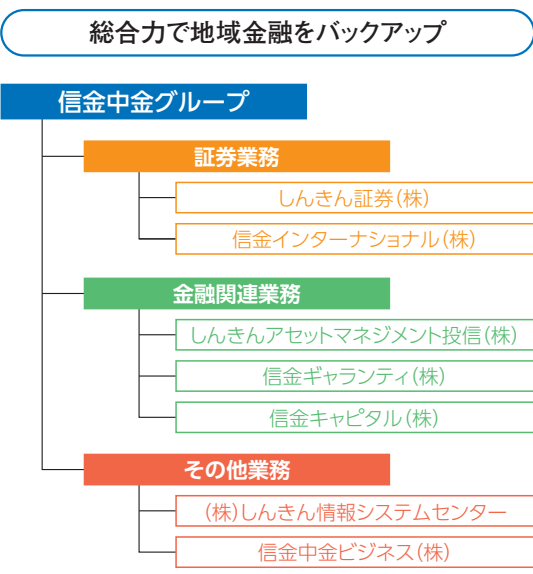 総合力で地域金融をバックアップ
信金中金グループ
証券業務
しんきん証券(株)
信金インターナショナル(株)
金融関連業務
しんきんアセットマネジメント投信(株)
信金ギャランティ(株)
信金キャピタル(株)
その他業務
(株)しんきん情報システムセンター
信金中金ビジネス(株)